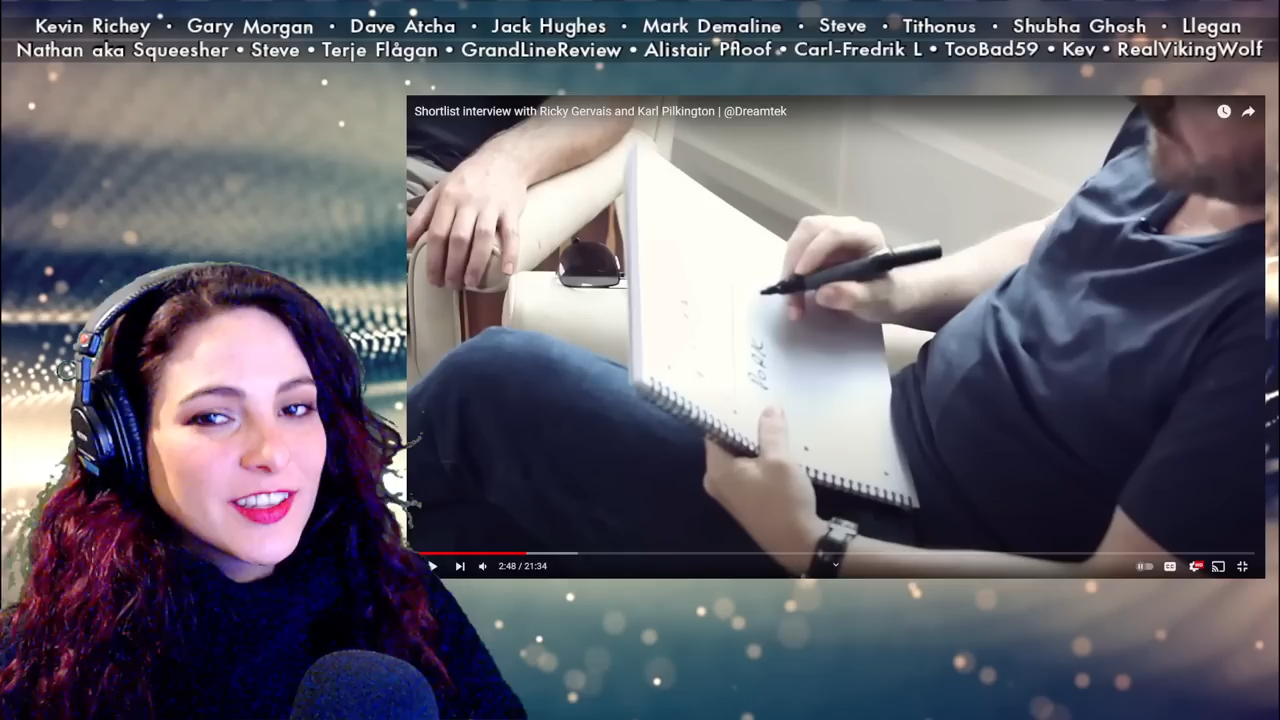 Kevin Richey • Gary Morgan • Dave Atcha • Jack Hughes • Mark Demaline • Steve • Tithonus • Shubha Ghosh • Llegan
Nathan aka Squeesher • Steve • Terje Flågan • GrandLineReview • Alistair Pfloof • Carl-Fredrik L • TooBad59 • Kev • RealVikingWolf
Shortlist interview with Ricky Gervais and Karl Pilkington | @Dreamtek
PORK
2:48 / 21:34
CC